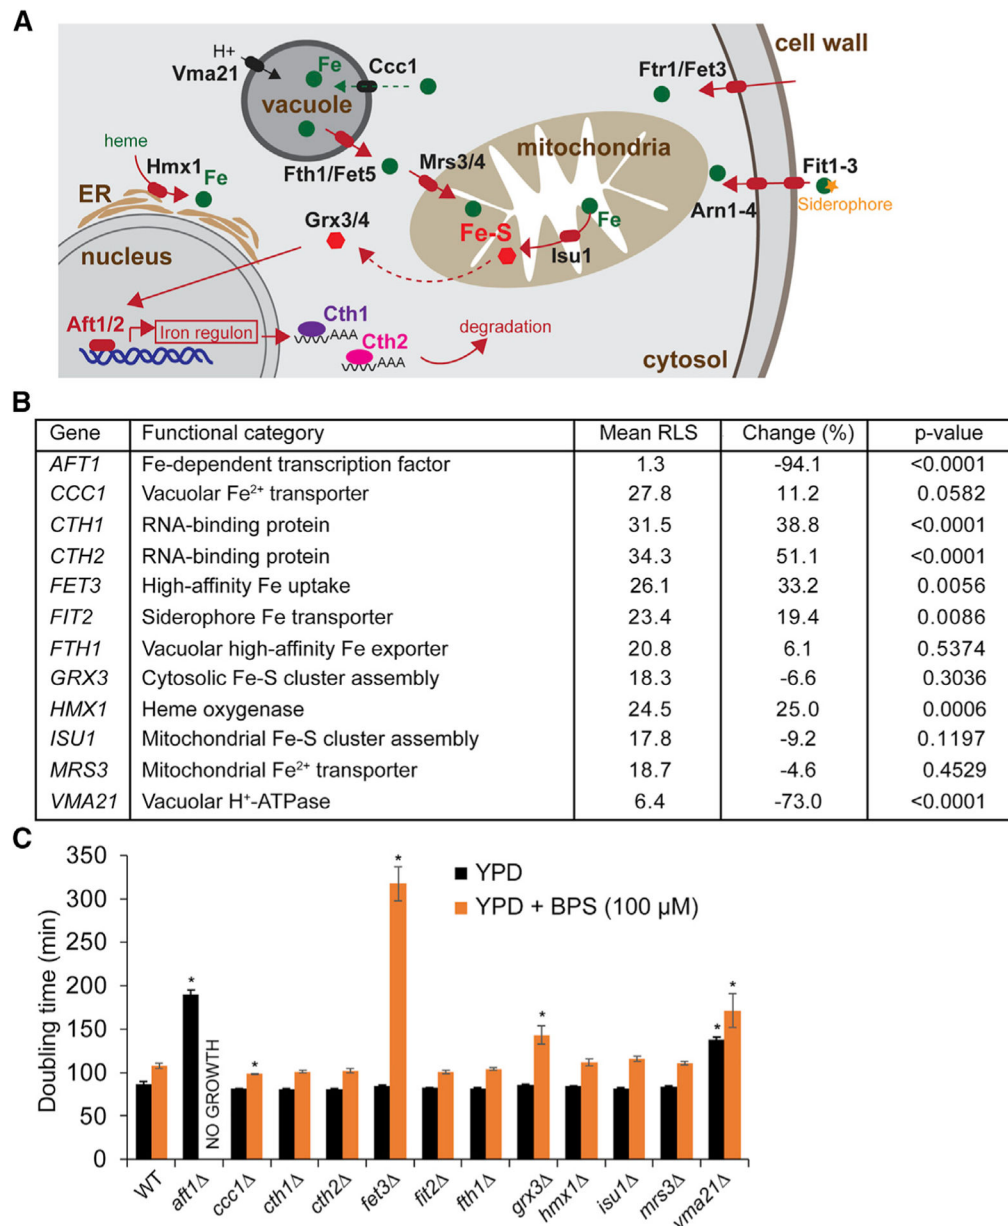 A
cell wall
H+
Vma21
Fe
Ccc1
Ftr1/Fet3
vacuole
mitochondria
heme
Hmx1
Fe
Fth1/Fet5
Mrs3/4
Fit1-3
ER
Arn1-4
Siderophore
Grx3/4
Fe-S
Fe
Isu1
nucleus
Aft1/2
Iron regulon
Cth1
AAA
Cth2
AAA
degradation
cytosol
B
Gene Functional category Mean RLS Change (%) p-value
AFT1 Fe-dependent transcription factor 1.3 -94.1 <0.0001
CCC1 Vacuolar Fe2+ transporter 27.8 11.2 0.0582
CTH1 RNA-binding protein 31.5 38.8 <0.0001
CTH2 RNA-binding protein 34.3 51.1 <0.0001
FET3 High-affinity Fe uptake 26.1 33.2 0.0056
FIT2 Siderophore Fe transporter 23.4 19.4 0.0086
FTH1 Vacuolar high-affinity Fe exporter 20.8 6.1 0.5374
GRX3 Cytosolic Fe-S cluster assembly 18.3 -6.6 0.3036
HMX1 Heme oxygenase 24.5 25.0 0.0006
ISU1 Mitochondrial Fe-S cluster assembly 17.8 -9.2 0.1197
MRS3 Mitochondrial Fe2+ transporter 18.7 -4.6 0.4529
VMA21 Vacuolar H+-ATPase 6.4 -73.0 <0.0001
C
Doubling time (min)
350
300
250
200
150
100
50
0
YPD
YPD + BPS (100 µM)
*
*
NO GROWTH
*
*
*
*
WT
aft1Δ
ccc1Δ
cth1Δ
cth2Δ
fet3Δ
fit2Δ
fth1Δ
grx3Δ
hmx1Δ
isu1Δ
mrs3Δ
vma21Δ